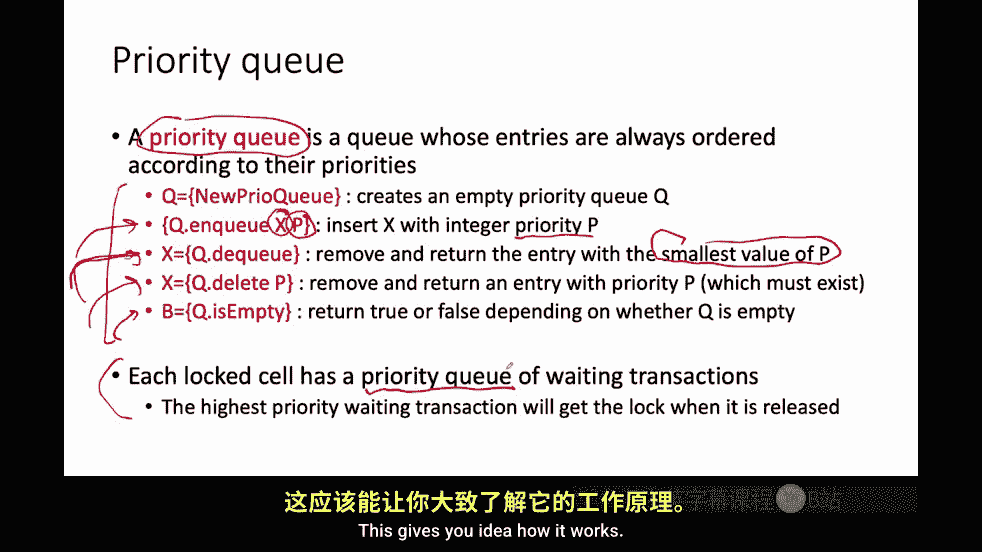 Priority queue
• A priority queue is a queue whose entries are always ordered
according to their priorities
• Q={NewPrioQueue} : creates an empty priority queue Q
• {Q.enqueue X P} : insert X with integer priority P
• X={Q.dequeue} : remove and return the entry with the smallest value of P
• X={Q.delete P} : remove and return an entry with priority P (which must exist)
• B={Q.isEmpty} : return true or false depending on whether Q is empty
• Each locked cell has a priority queue of waiting transactions
• The highest priority waiting transaction will get the lock when it is released
这应该能让你大致了解它的工作原理。
This gives you idea how it works.